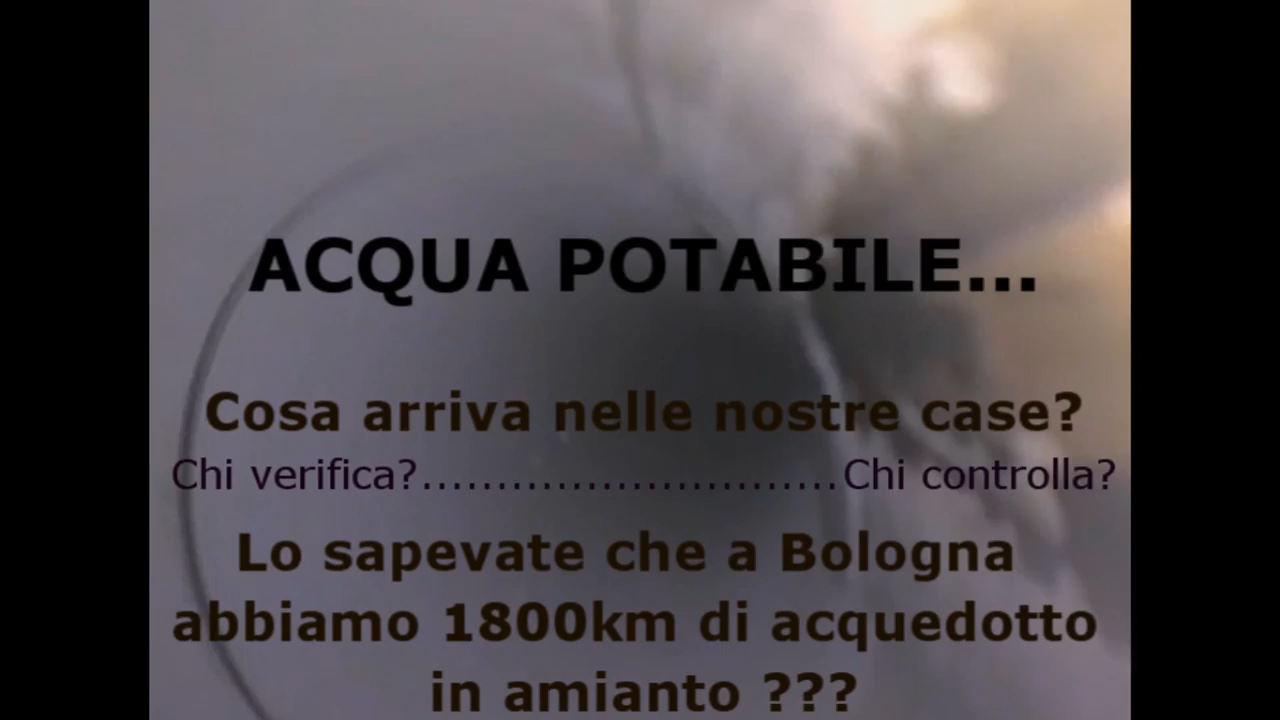 ACQUA POTABILE...
Cosa arriva nelle nostre case?
Chi verifica?............................Chi controlla?
Lo sapevate che a Bologna
abbiamo 1800km di acquedotto
in amianto ???